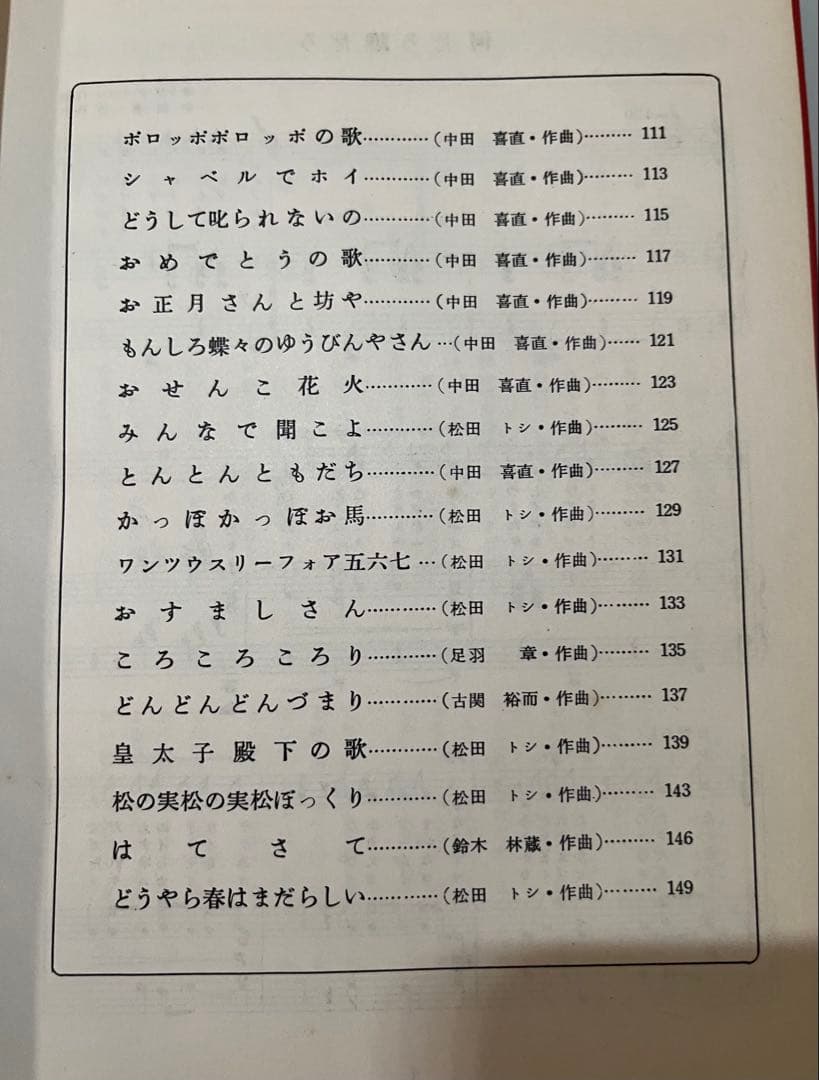 ポロッポポロッポの歌…………(中田　喜直・作曲)……… 111
シャベルでホイ…………(中田　喜直・作曲)……… 113
どうして叱られないの…………(中田　喜直・作曲)……… 115
おめでとうの歌…………(中田　喜直・作曲)……… 117
お正月さんと坊や…………(中田　喜直・作曲)……… 119
もんしろ蝶々のゆうびんやさん…(中田　喜直・作曲)…… 121
おせんこ花火…………(中田　喜直・作曲)……… 123
みんなで聞こよ…………(松田　トシ・作曲)……… 125
とんとんともだち…………(中田　喜直・作曲)……… 127
かっぽかっぽお馬…………(松田　トシ・作曲)……… 129
ワンツウスリーフォア五六七…(松田　トシ・作曲)……… 131
おすましさん…………(松田　トシ・作曲)……… 133
ころころころり…………(足羽　章・作曲)……… 135
どんどんどんづまり…………(古関　裕而・作曲)……… 137
皇太子殿下の歌…………(松田　トシ・作曲)……… 139
松の実松の実松ぼっくり…………(松田　トシ・作曲)……… 143
はてさて…………(鈴木　林蔵・作曲)……… 146
どうやら春はまだらしい…………(松田　トシ・作曲)……… 149